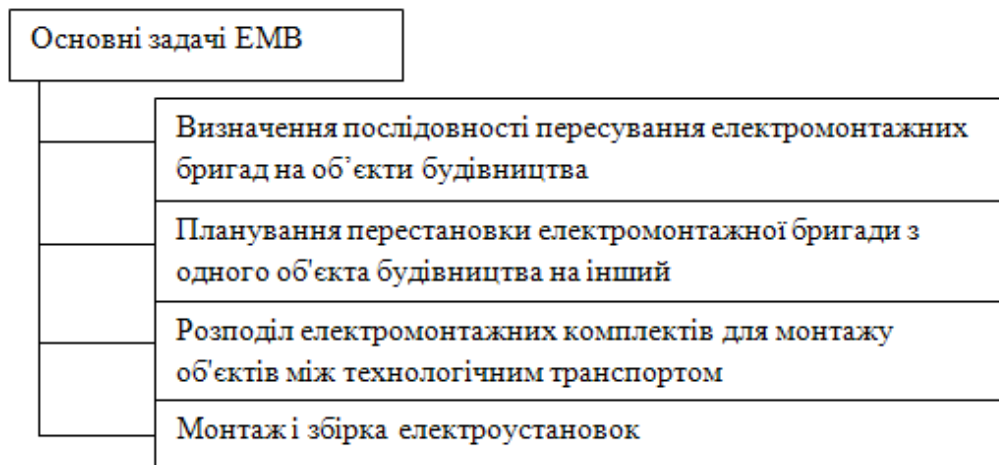 Основні задачі ЕМВ
Визначення послідовності пересування електромонтажних
бригад на об’єкти будівництва
Планування перестановки електромонтажної бригади з
одного об'єкта будівництва на інший
Розподіл електромонтажних комплектів для монтажу
об'єктів між технологічним транспортом
Монтаж і збірка електроустановок